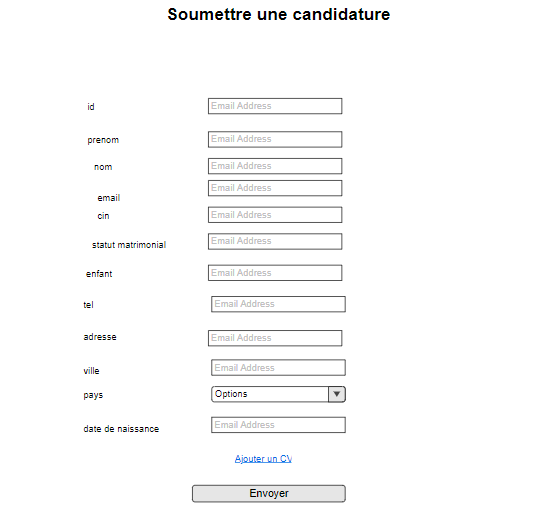 Soumettre une candidature
id Email Address
prenom Email Address
nom Email Address
email Email Address
cin Email Address
statut matrimonial Email Address
enfant Email Address
tel Email Address
adresse Email Address
ville Email Address
pays Options
date de naissance Email Address
Ajouter un CV
Envoyer